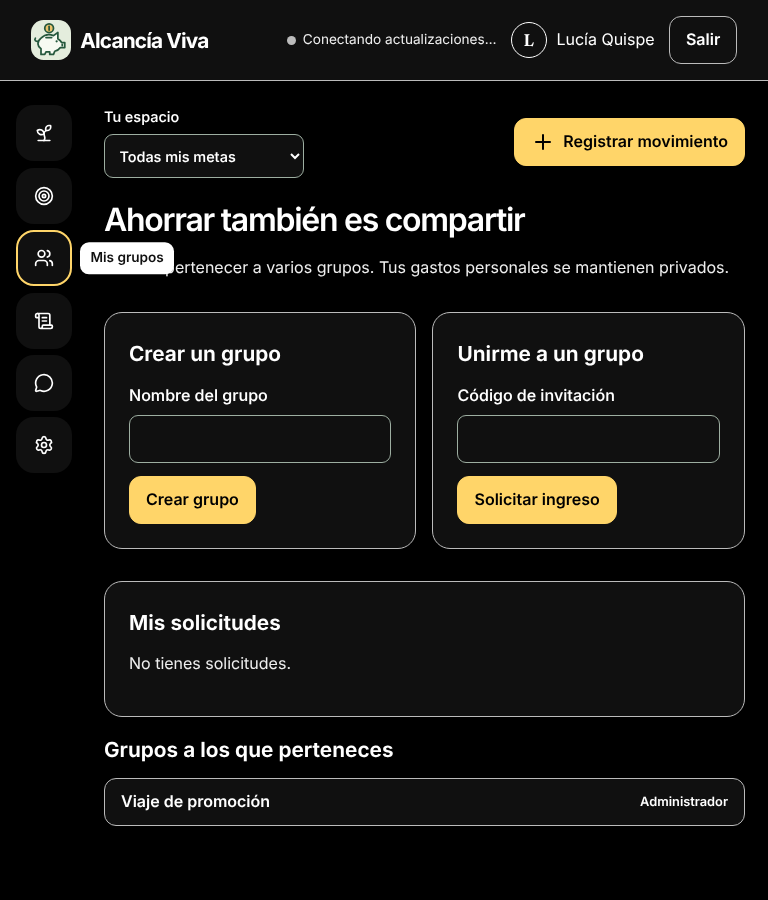 Alcancía Viva
Conectando actualizaciones...
L
Lucía Quispe
Salir
Tu espacio
Todas mis metas
Registrar movimiento
Ahorrar también es compartir
Mis grupos
pertenecer a varios grupos. Tus gastos personales se mantienen privados.
Crear un grupo
Nombre del grupo
Crear grupo
Unirme a un grupo
Código de invitación
Solicitar ingreso
Mis solicitudes
No tienes solicitudes.
Grupos a los que perteneces
Viaje de promoción
Administrador